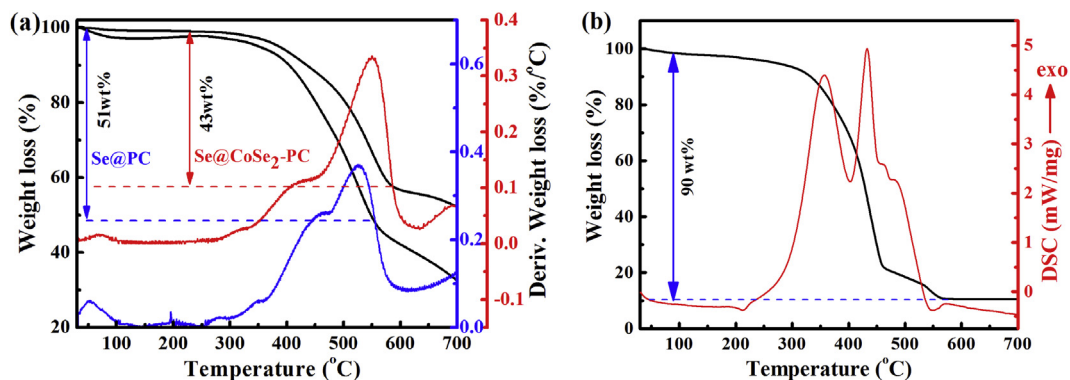 (a)
100
80
60
40
20
Weight loss (%)
51wt%
43wt%
Se@PC
Se@CoSe2-PC
100 200 300 400 500 600 700
Temperature (oC)
0.6
0.4
0.2
0.0
0.4
0.3
0.2
0.1
0.0
-0.1
Deriv. Weight loss (%/oC)
(b)
100
80
60
40
20
0
Weight loss (%)
90 wt%
100 200 300 400 500 600 700
Temperature (oC)
5
4
3
2
1
0
DSC (mW/mg)
exo